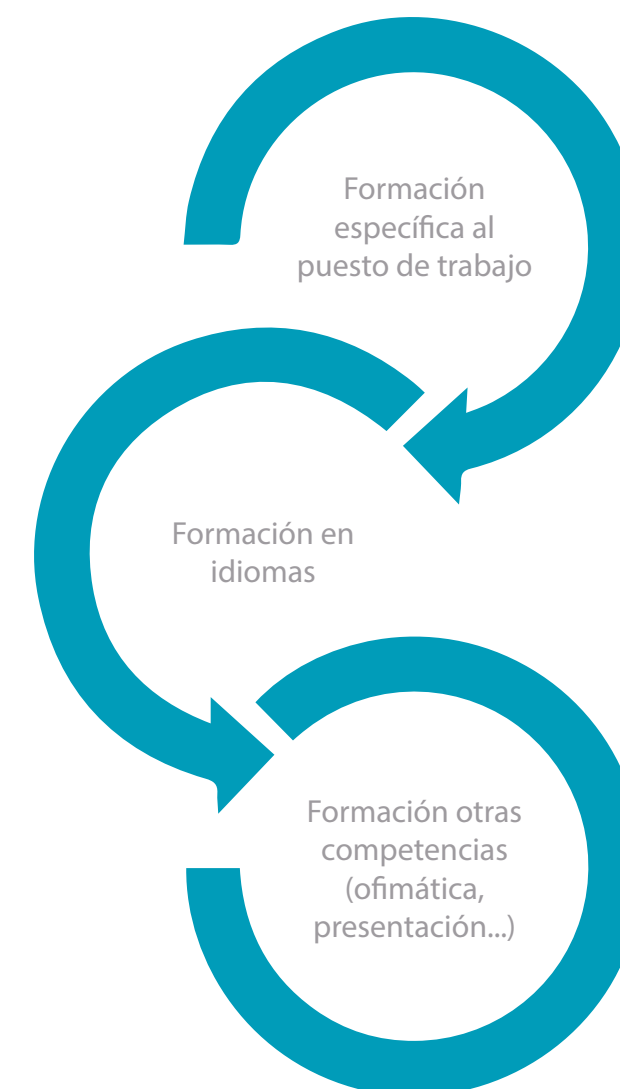 Formación
específica al
puesto de trabajo
Formación en
idiomas
Formación otras
competencias
(ofimática,
presentación...)